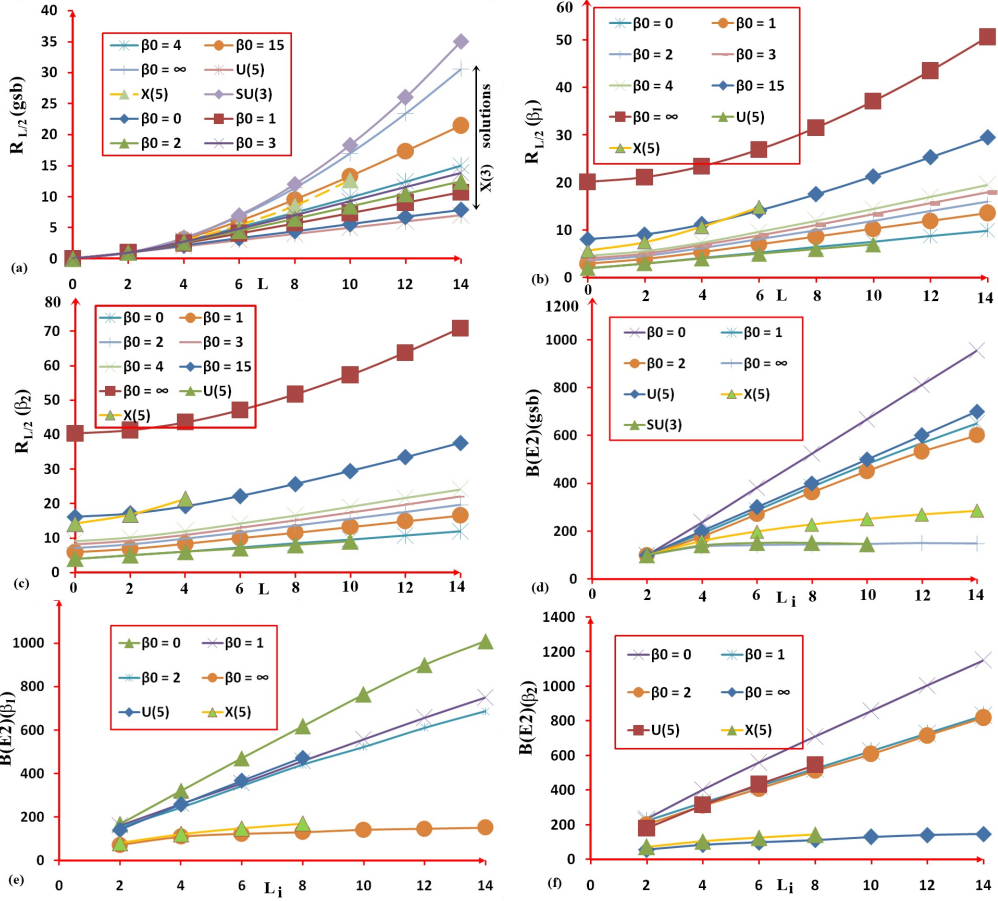 40
35
30
25
20
15
10
5
0
R L/2 (gsb)
β0 = 4 β0 = 15
β0 = ∞ U(5)
X(5) SU(3)
β0 = 0 β0 = 1
β0 = 2 β0 = 3
X(3) solutions
0 2 4 6 8 10 12 14
L
(a)
60
50
40
30
20
10
0
R L/2 (β1)
β0 = 0 β0 = 1
β0 = 2 β0 = 3
β0 = 4 β0 = 15
β0 = ∞ U(5)
X(5)
0 2 4 6 L 8 10 12 14
(b)
80
70
60
50
40
30
20
10
0
R L/2 (β2)
β0 = 0 β0 = 1
β0 = 2 β0 = 3
β0 = 4 β0 = 15
β0 = ∞ U(5)
X(5)
0 2 4 6 L 8 10 12 14
(c)
1200
1000
800
600
400
200
0
B(E2)(gsb)
β0 = 0 β0 = 1
β0 = 2 β0 = ∞
U(5) X(5)
SU(3)
0 2 4 6 L i 8 10 12 14
(d)
1000
800
600
400
200
0
B(E2)(β1)
β0 = 0 β0 = 1
β0 = 2 β0 = ∞
U(5) X(5)
0 2 4 6 L i 8 10 12 14
(e)
1400
1200
1000
800
600
400
200
0
B(E2)(β2)
β0 = 0 β0 = 1
β0 = 2 β0 = ∞
U(5) X(5)
0 2 4 6 L i 8 10 12 14
(f)